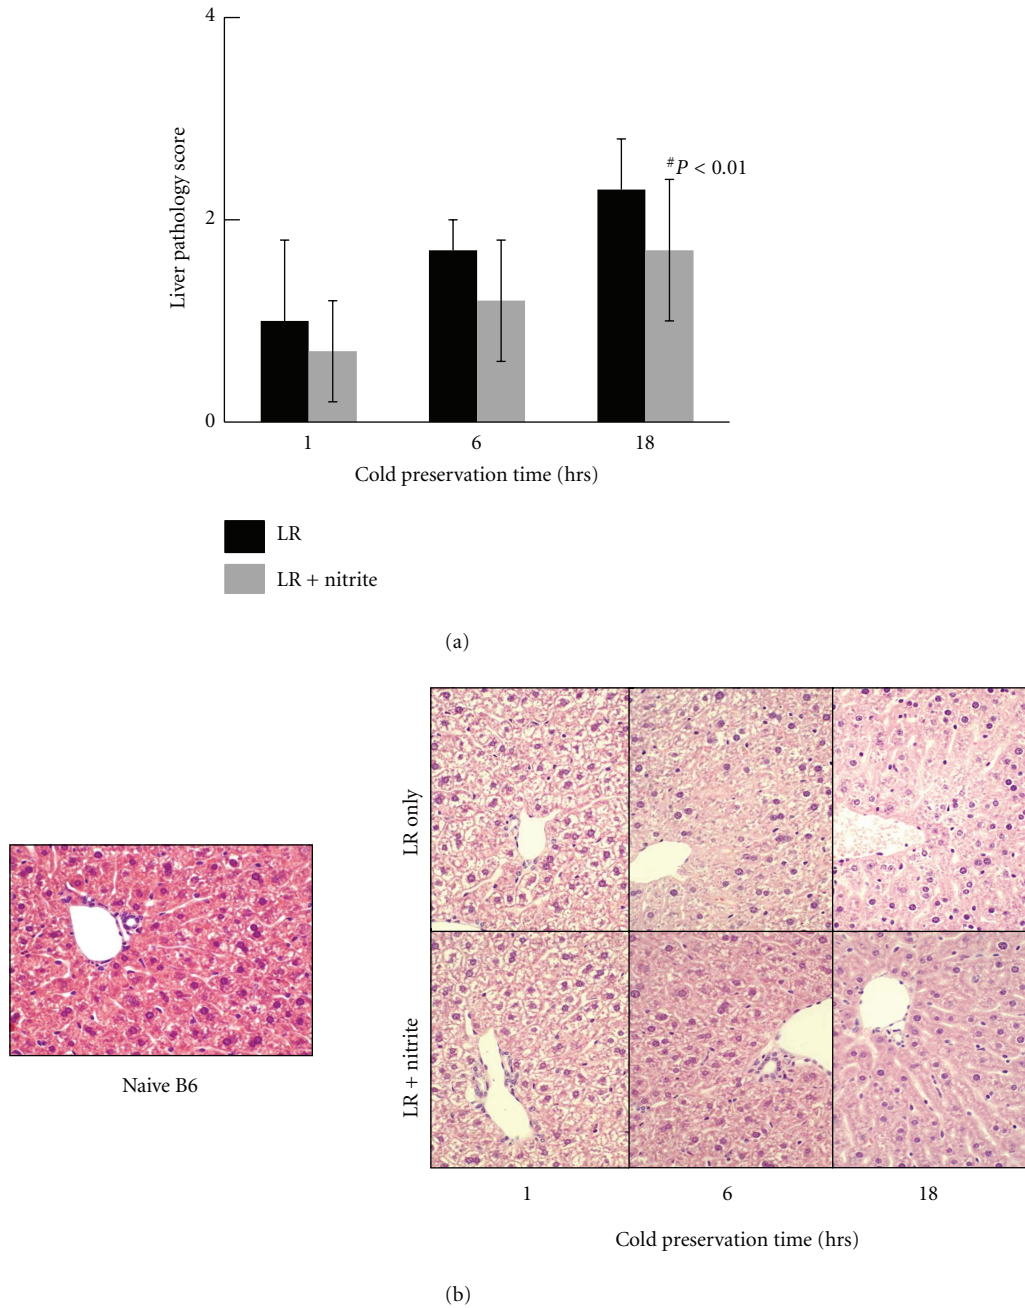 4
2
0
Liver pathology score
#P < 0.01
1 6 18
Cold preservation time (hrs)
LR
LR + nitrite
(a)
LR only
LR + nitrite
Naive B6
1 6 18
Cold preservation time (hrs)
(b)